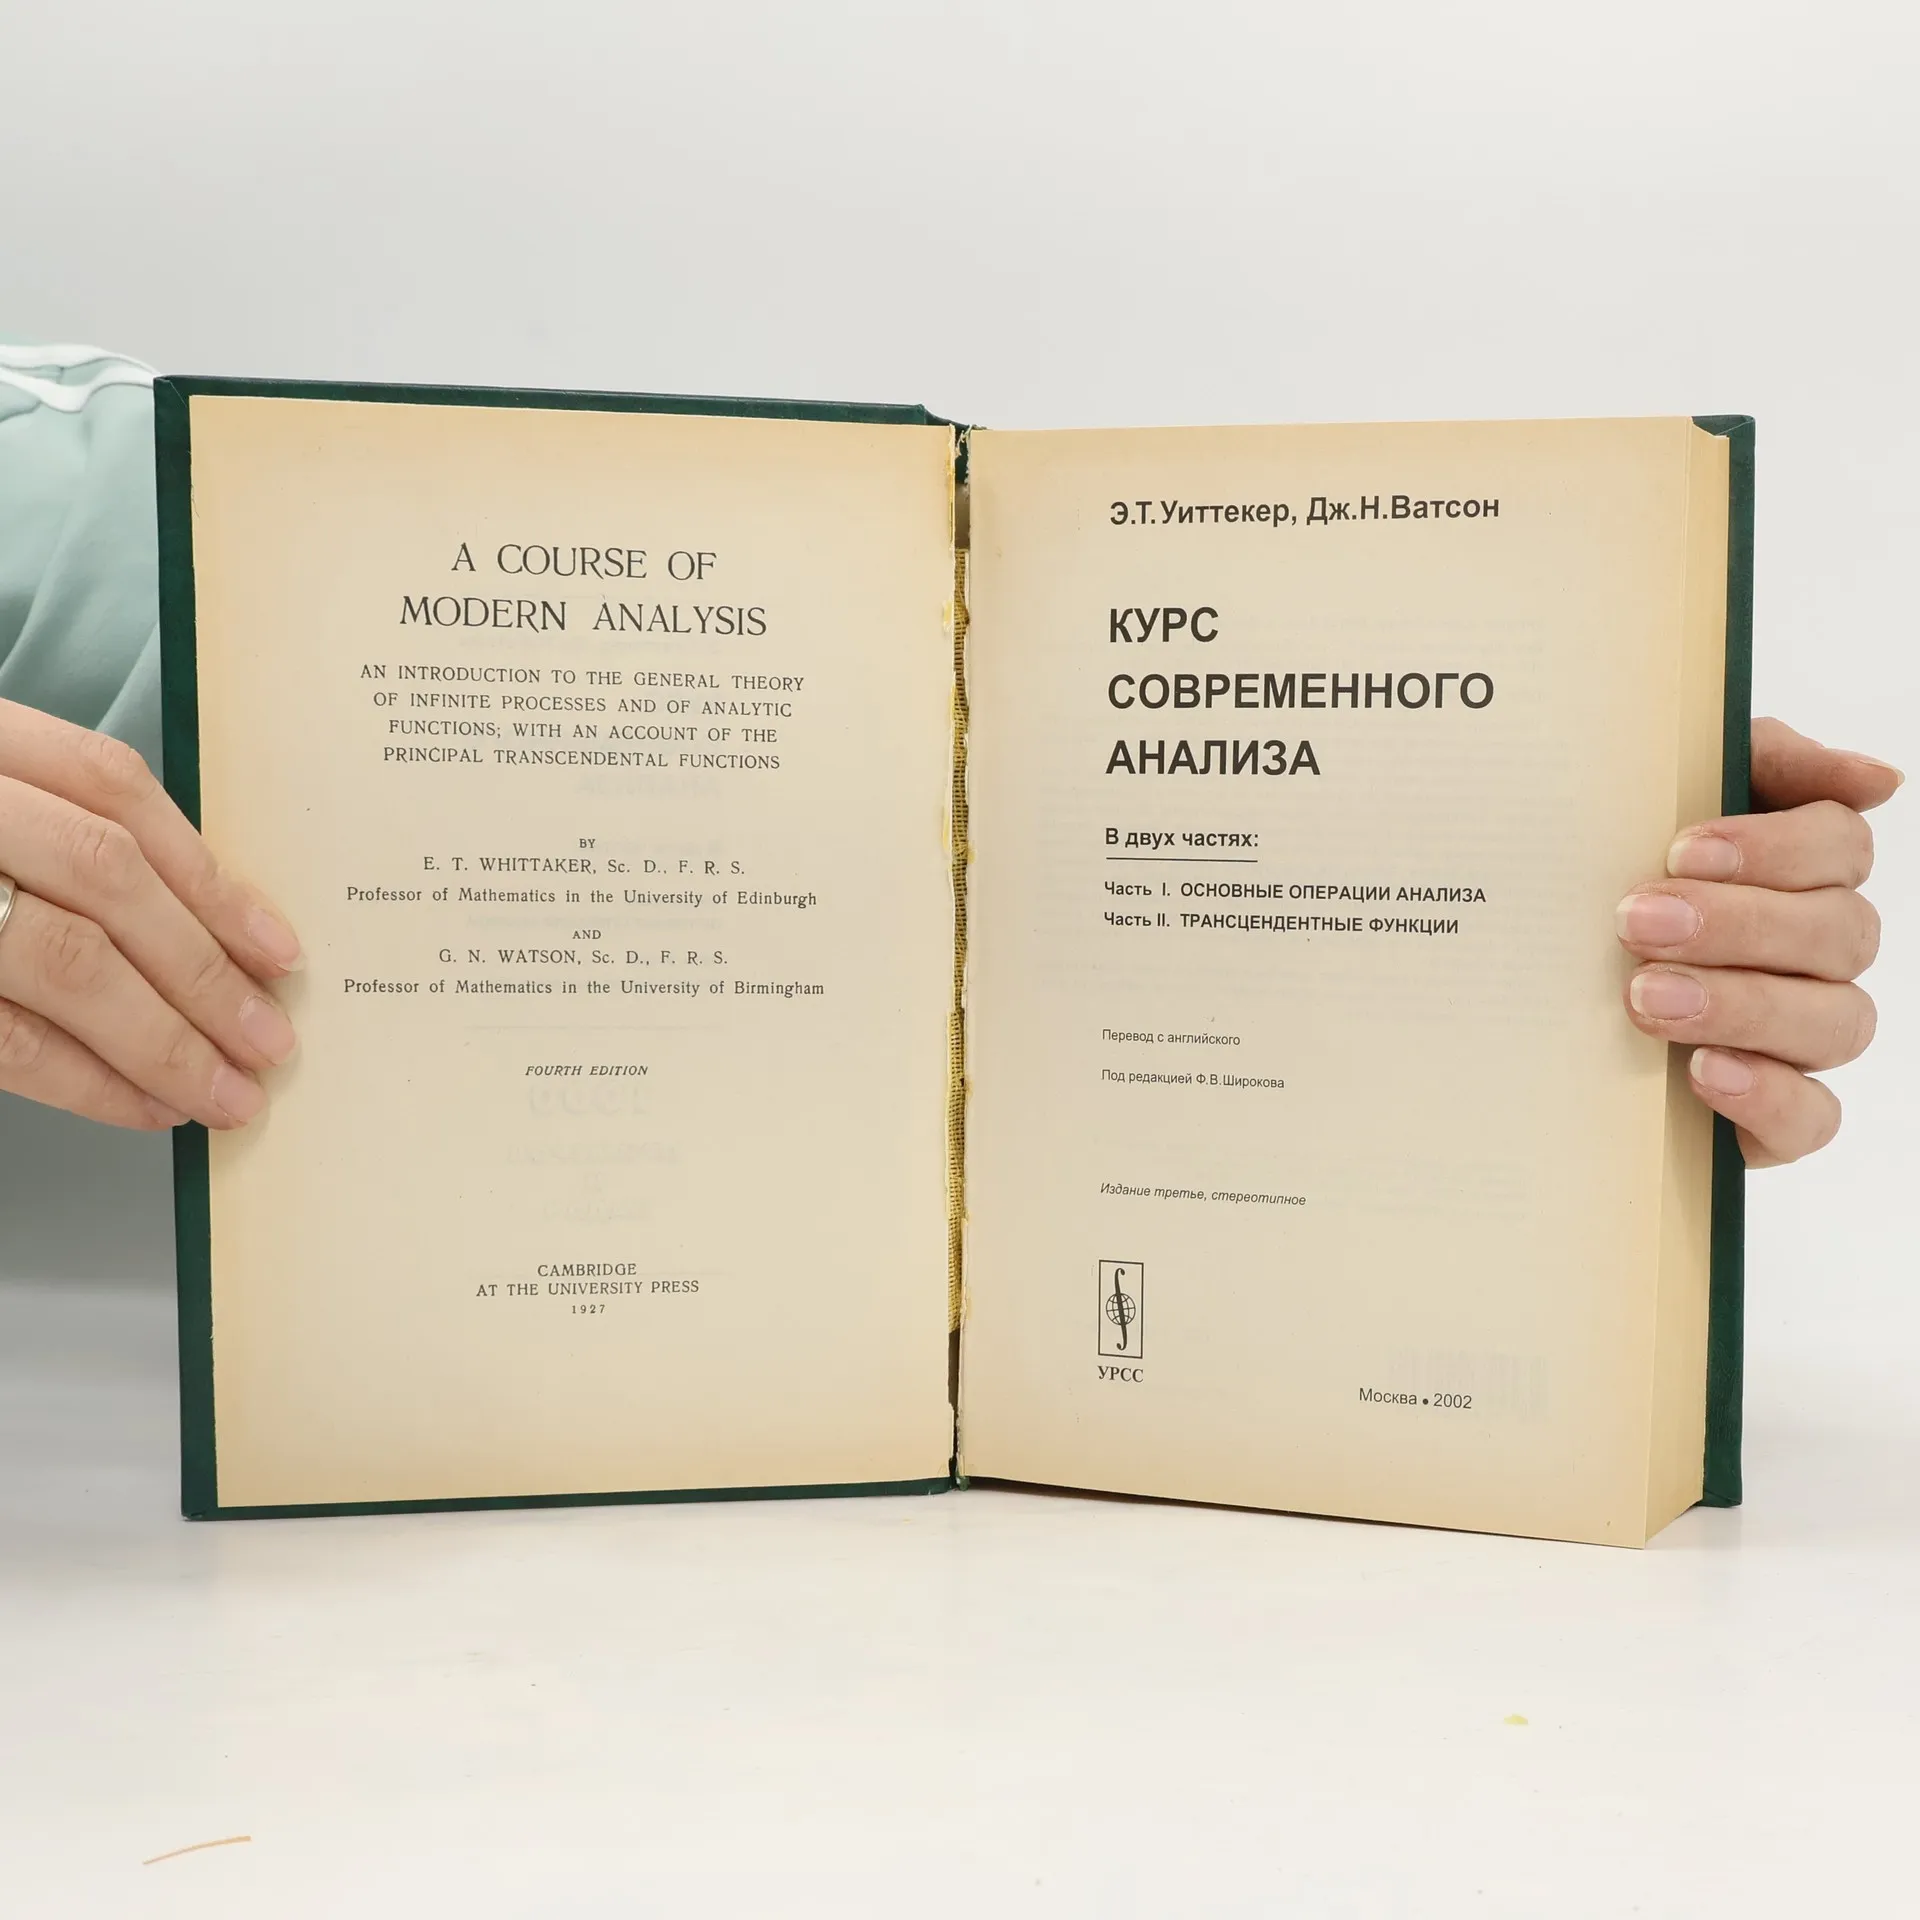 A COURSE OF
MODERN ANALYSIS
AN INTRODUCTION TO THE GENERAL THEORY
OF INFINITE PROCESSES AND OF ANALYTIC
FUNCTIONS; WITH AN ACCOUNT OF THE
PRINCIPAL TRANSCENDENTAL FUNCTIONS
BY
E. T. WHITTAKER, Sc. D., F. R. S.
Professor of Mathematics in the University of Edinburgh
AND
G. N. WATSON, Sc. D., F. R. S.
Professor of Mathematics in the University of Birmingham
FOURTH EDITION
CAMBRIDGE
AT THE UNIVERSITY PRESS
1927
Э.Т.Уиттекер, Дж.Н.Ватсон
КУРС
СОВРЕМЕННОГО
АНАЛИЗА
В двух частях:
Часть I. ОСНОВНЫЕ ОПЕРАЦИИ АНАЛИЗА
Часть II. ТРАНСЦЕНДЕНТНЫЕ ФУНКЦИИ
Перевод с английского
Под редакцией Ф.В.Широкова
Издание третье, стереотипное
УРСС
Москва • 2002